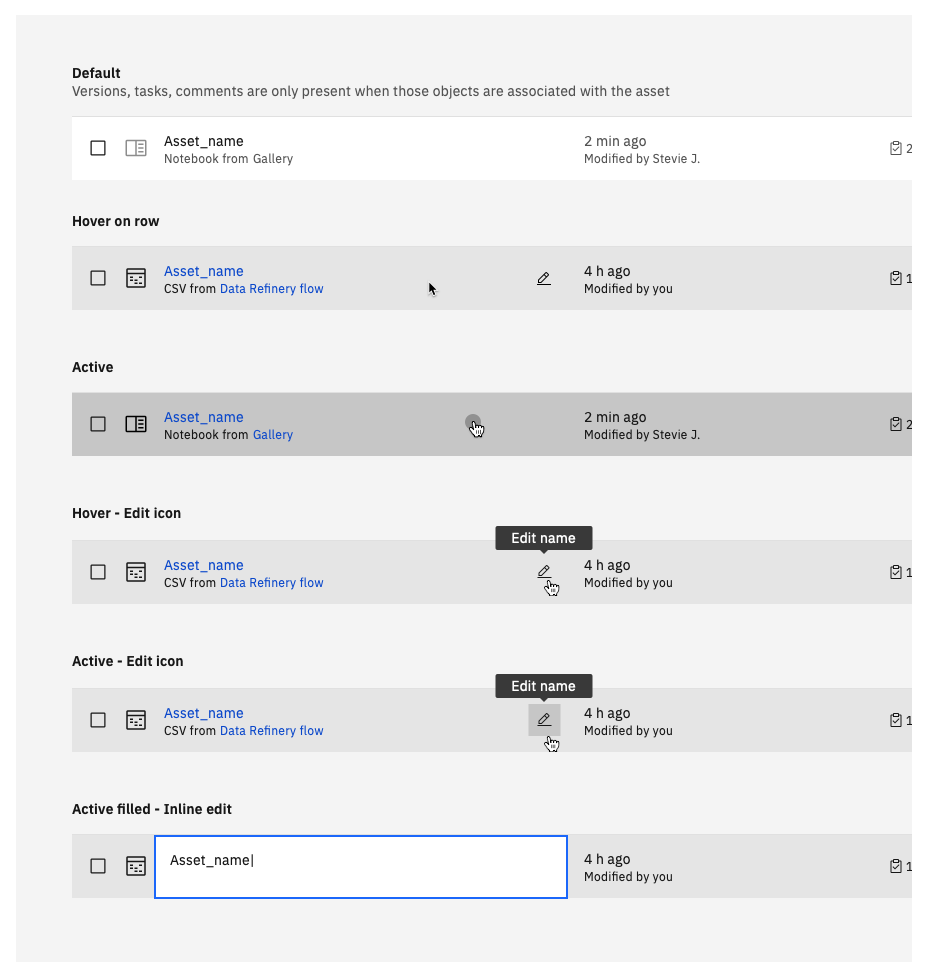 Default
Versions, tasks, comments are only present when those objects are associated with the asset
Asset_name
2 min ago
Notebook from Gallery
Modified by Stevie J.
2
Hover on row
Asset_name
4 h ago
CSV from Data Refinery flow
Modified by you
1
Active
Asset_name
2 min ago
Notebook from Gallery
Modified by Stevie J.
2
Hover - Edit icon
Edit name
Asset_name
4 h ago
CSV from Data Refinery flow
Modified by you
1
Active - Edit icon
Edit name
Asset_name
4 h ago
CSV from Data Refinery flow
Modified by you
1
Active filled - Inline edit
Asset_name
4 h ago
Modified by you
1